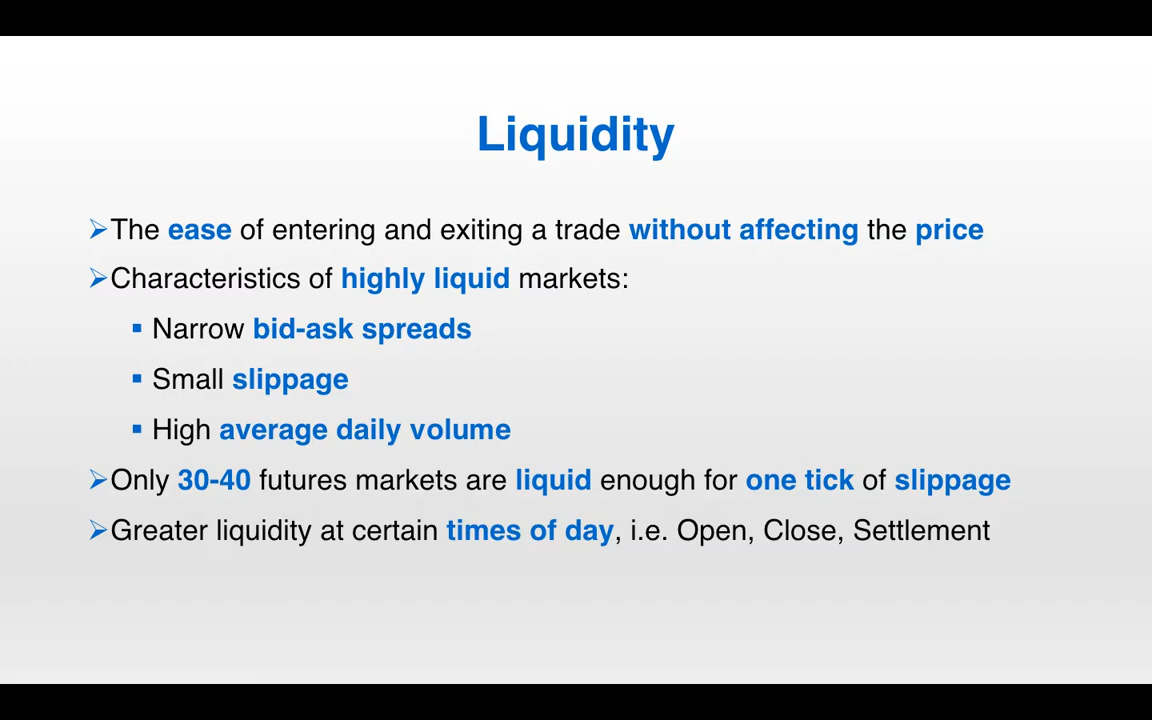 Liquidity
➢The ease of entering and exiting a trade without affecting the price
➢Characteristics of highly liquid markets:
▪ Narrow bid-ask spreads
▪ Small slippage
▪ High average daily volume
➢Only 30-40 futures markets are liquid enough for one tick of slippage
➢Greater liquidity at certain times of day, i.e. Open, Close, Settlement